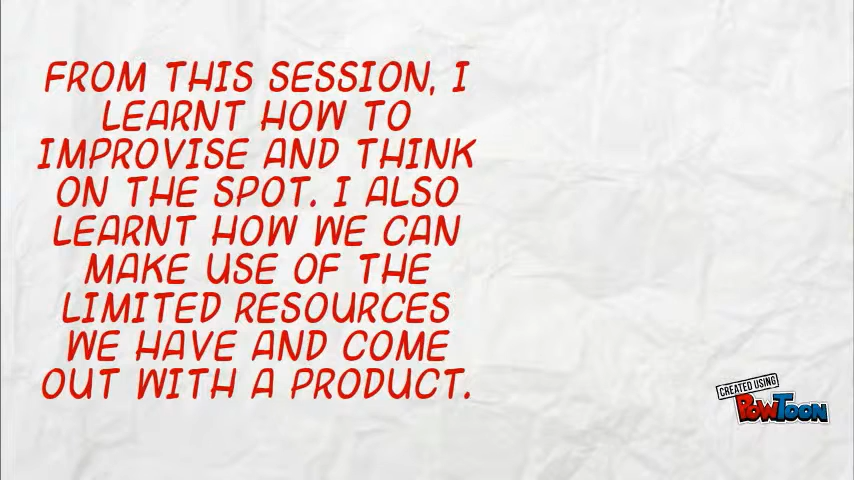 FROM THIS SESSION, I
LEARNT HOW TO
IMPROVISE AND THINK
ON THE SPOT. I ALSO
LEARNT HOW WE CAN
MAKE USE OF THE
LIMITED RESOURCES
WE HAVE AND COME
OUT WITH A PRODUCT.
CREATED USING
POWTOON